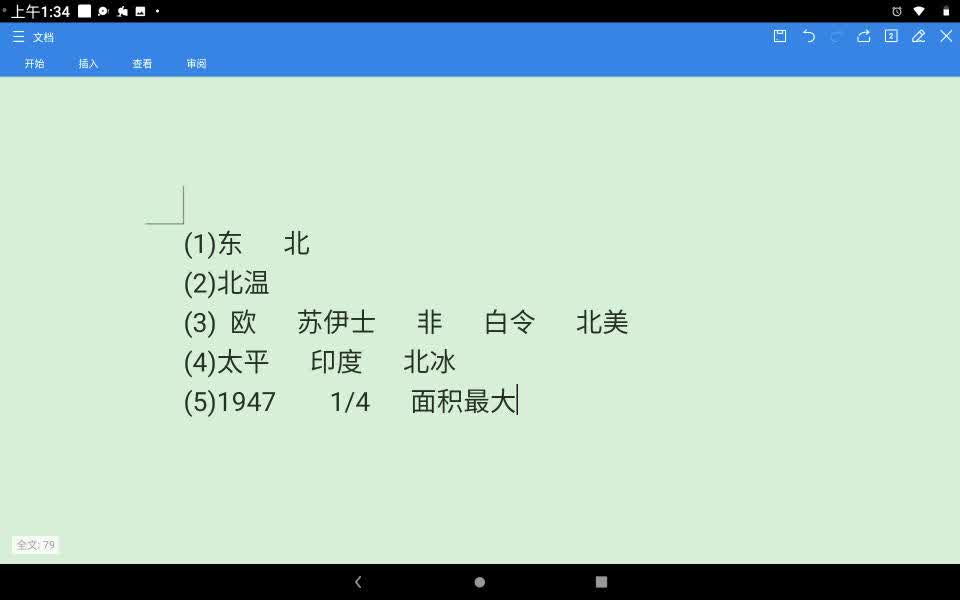 上午1:34
文档
2
开始 插入 查看 审阅
(1)东 北
(2)北温
(3) 欧 苏伊士 非 白令 北美
(4)太平 印度 北冰
(5)1947 1/4 面积最大
全文: 79